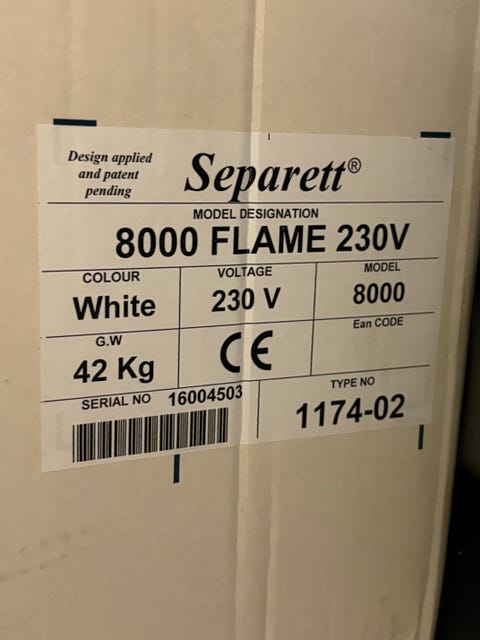 Design applied
and patent
pending
Separett®
MODEL DESIGNATION
8000 FLAME 230V
COLOUR
White
VOLTAGE
230 V
MODEL
8000
G.W
42 Kg
CE
Ean CODE
SERIAL NO 16004503
TYPE NO
1174-02